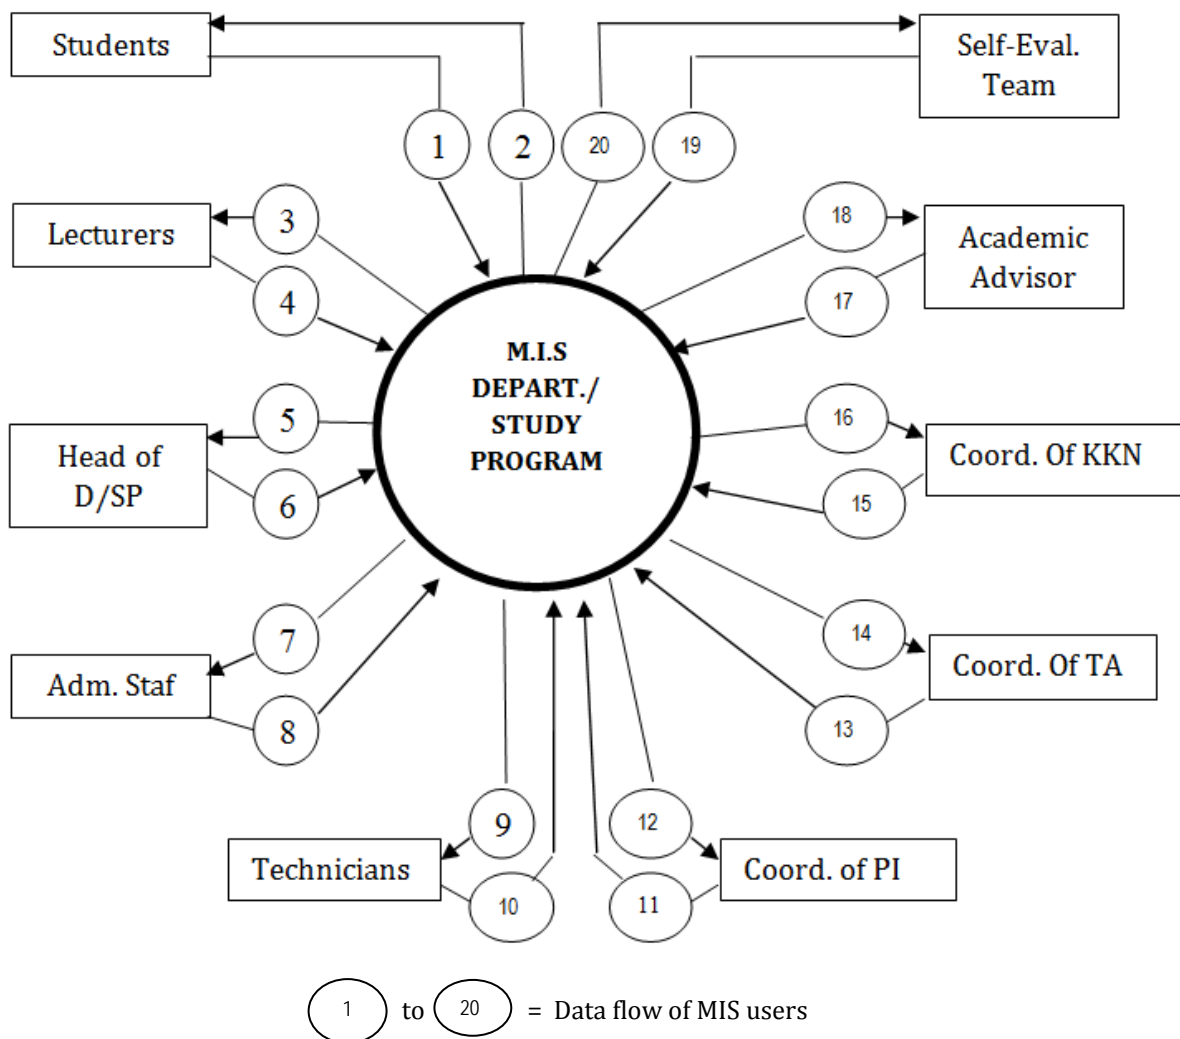 Students
Self-Eval.
Team
1
2
20
19
Lecturers
3
4
18
17
Academic
Advisor
M.I.S
DEPART./
STUDY
PROGRAM
Head of
D/SP
5
6
16
15
Coord. Of KKN
Adm. Staf
7
8
14
13
Coord. Of TA
Technicians
9
10
12
11
Coord. of PI
1 to 20 = Data flow of MIS users